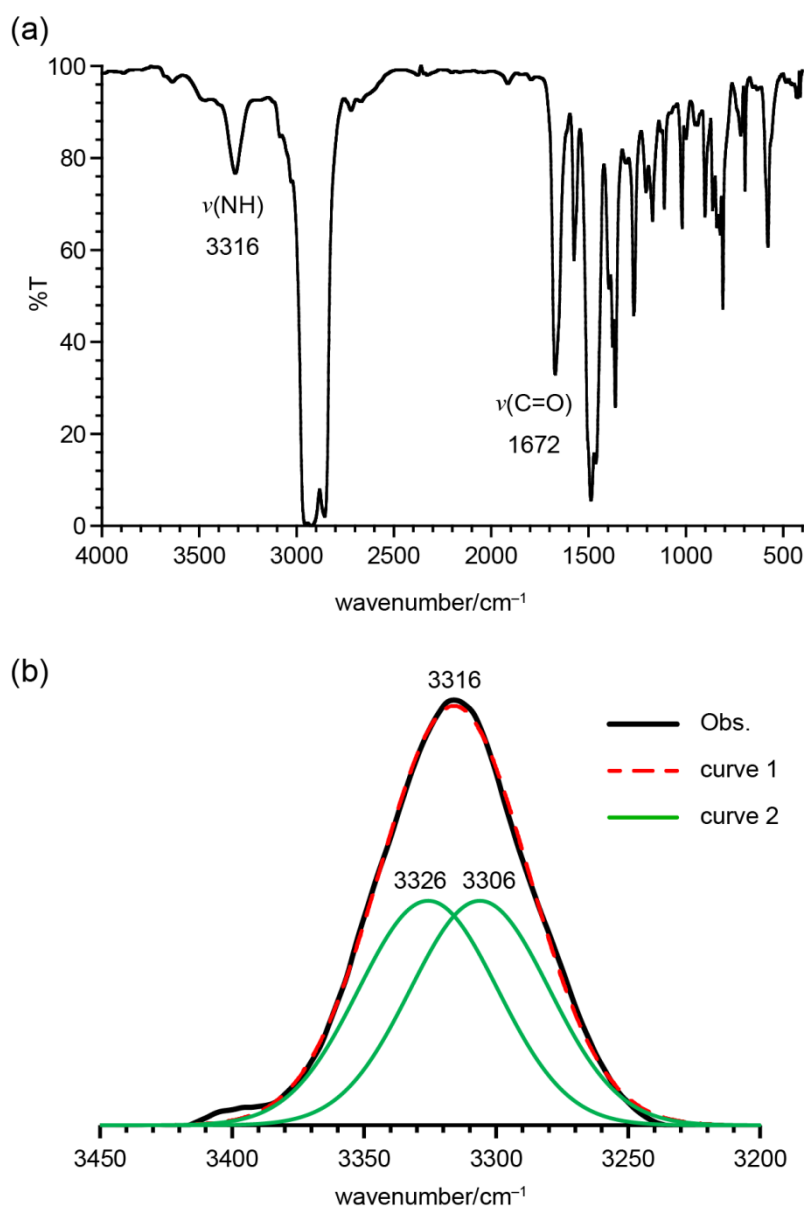 (a)
100
80
60
40
20
0
%T
ν(NH)
3316
ν(C=O)
1672
4000 3500 3000 2500 2000 1500 1000 500
wavenumber/cm⁻¹
(b)
3316
Obs.
curve 1
curve 2
3326 3306
3450 3400 3350 3300 3250 3200
wavenumber/cm⁻¹